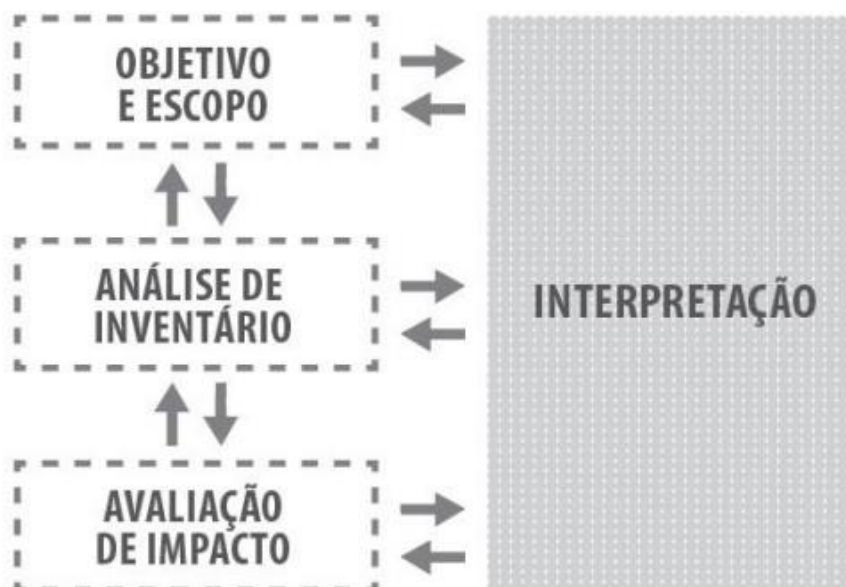 OBJETIVO
E ESCOPO
ANÁLISE DE
INVENTÁRIO
INTERPRETAÇÃO
AVALIAÇÃO
DE IMPACTO